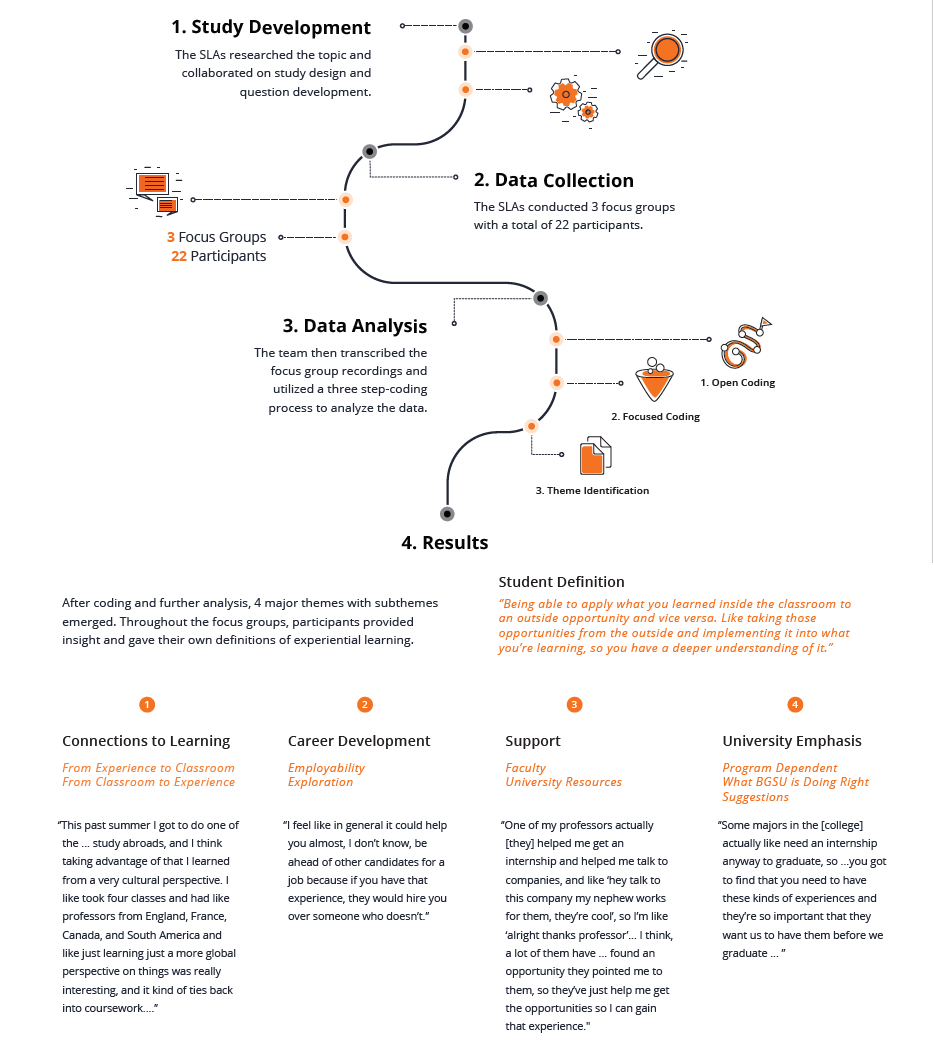 1. Study Development
The SLAs researched the topic and
collaborated on study design and
question development.
2. Data Collection
The SLAs conducted 3 focus groups
with a total of 22 participants.
3 Focus Groups
22 Participants
3. Data Analysis
The team then transcribed the
focus group recordings and
utilized a three step-coding
process to analyze the data.
1. Open Coding
2. Focused Coding
3. Theme Identification
4. Results
After coding and further analysis, 4 major themes with subthemes
emerged. Throughout the focus groups, participants provided
insight and gave their own definitions of experiential learning.
Student Definition
“Being able to apply what you learned inside the classroom to
an outside opportunity and vice versa. Like taking those
opportunities from the outside and implementing it into what
you’re learning, so you have a deeper understanding of it.”
1
Connections to Learning
From Experience to Classroom
From Classroom to Experience
“This past summer I got to do one of
the ... study abroads, and I think
taking advantage of that I learned
from a very cultural perspective. I
like took four classes and had like
professors from England, France,
Canada, and South America and
like just learning just a more global
perspective on things was really
interesting, and it kind of ties back
into coursework....”
2
Career Development
Employability
Exploration
“I feel like in general it could help
you almost, I don’t know, be
ahead of other candidates for a
job because if you have that
experience, they would hire you
over someone who doesn’t.”
3
Support
Faculty
University Resources
“One of my professors actually
[they] helped me get an
internship and helped me talk to
companies, and like ‘hey talk to
this company my nephew works
for them, they’re cool’, so I’m like
‘alright thanks professor’... I think,
a lot of them have ... found an
opportunity they pointed me to
them, so they’ve just help me get
the opportunities so I can gain
that experience."
4
University Emphasis
Program Dependent
What BGSU is Doing Right
Suggestions
“Some majors in the [college]
actually like need an internship
anyway to graduate, so ...you got
to find that you need to have
these kinds of experiences and
they’re so important that they
want us to have them before we
graduate ... ”